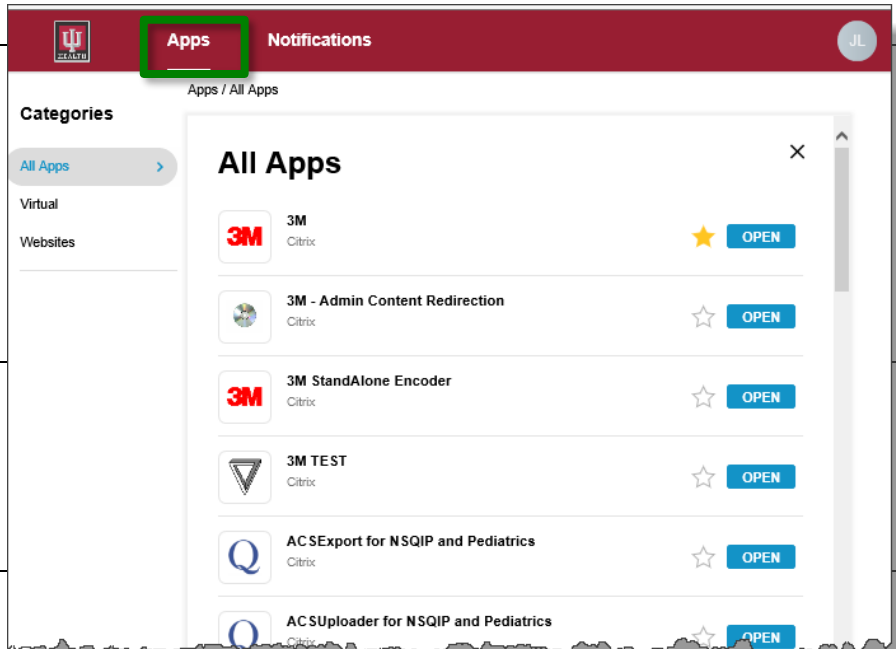 HEALTH
Apps
Notifications
JL
Apps / All Apps
Categories
All Apps
Virtual
Websites
All Apps
3M
3M
Citrix
OPEN
3M - Admin Content Redirection
Citrix
OPEN
3M
3M StandAlone Encoder
Citrix
OPEN
3M TEST
Citrix
OPEN
Q
ACSExport for NSQIP and Pediatrics
Citrix
OPEN
Q
ACSUploader for NSQIP and Pediatrics
Citrix
OPEN